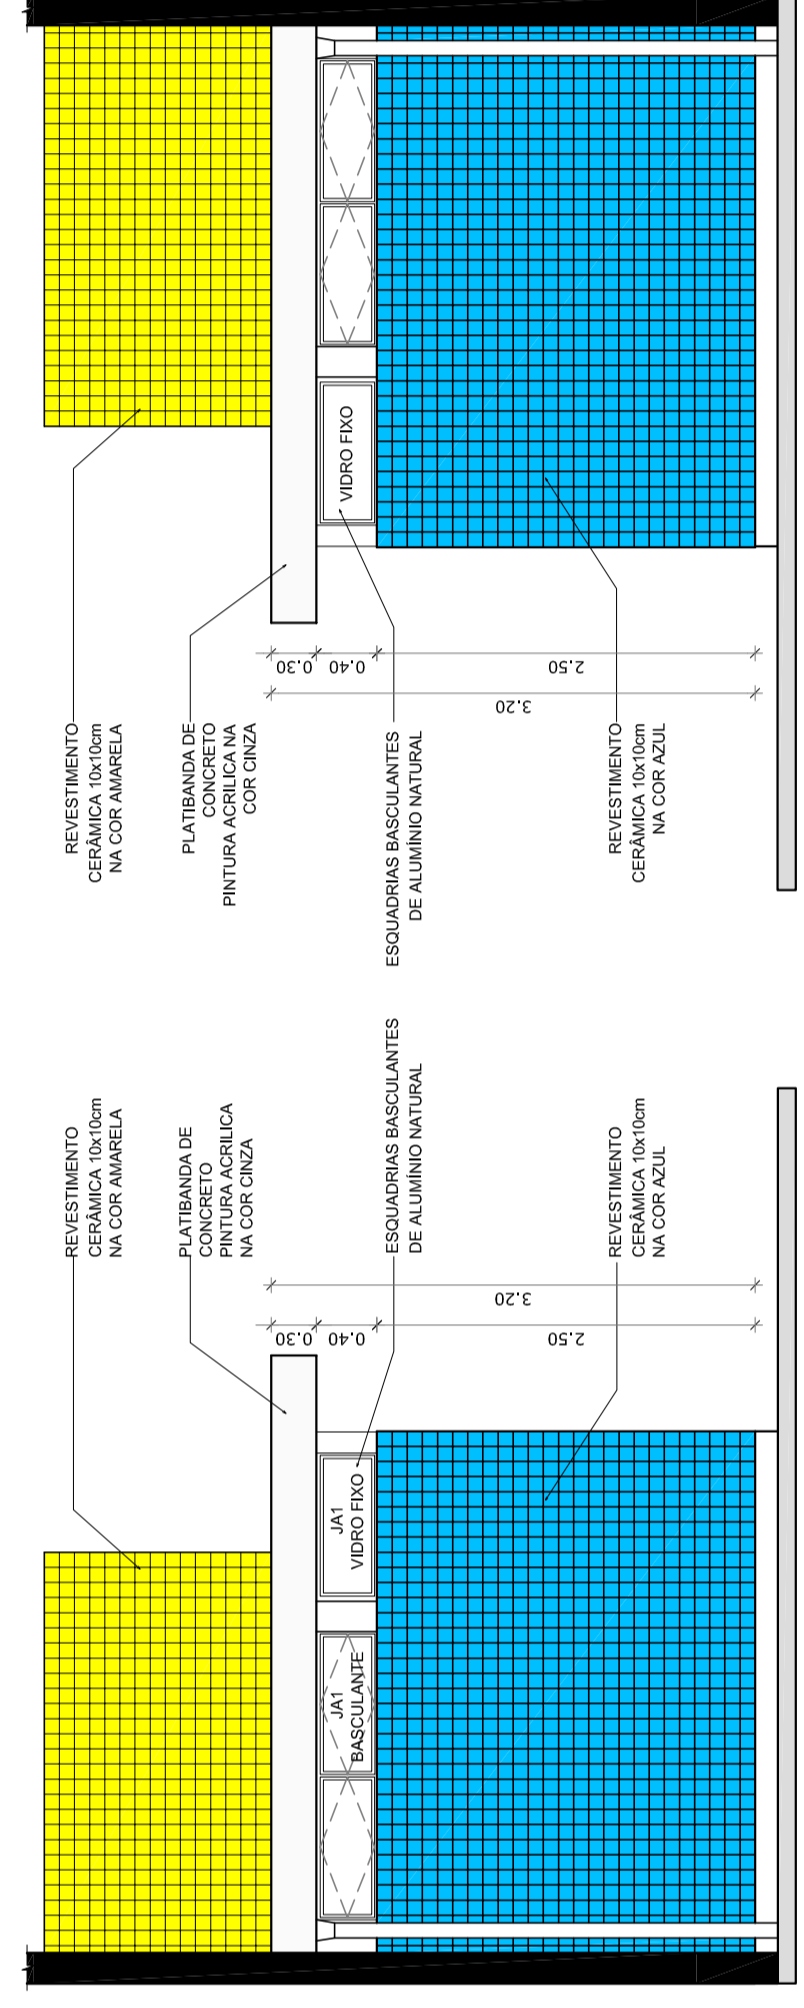 REVESTIMENTO
CERÂMICA 10x10cm
NA COR AMARELA
PLATIBANDA DE
CONCRETO
PINTURA ACRILICA
NA COR CINZA
ESQUADRIAS BASCULANTES
DE ALUMÍNIO NATURAL
REVESTIMENTO
CERÂMICA 10x10cm
NA COR AZUL
0.30
0.40
2.50
3.20
JA1
BASCULANTE
JA1
VIDRO FIXO
REVESTIMENTO
CERÂMICA 10x10cm
NA COR AMARELA
PLATIBANDA DE
CONCRETO
PINTURA ACRILICA NA
COR CINZA
ESQUADRIAS BASCULANTES
DE ALUMÍNIO NATURAL
REVESTIMENTO
CERÂMICA 10x10cm
NA COR AZUL
0.30
0.40
2.50
3.20
VIDRO FIXO